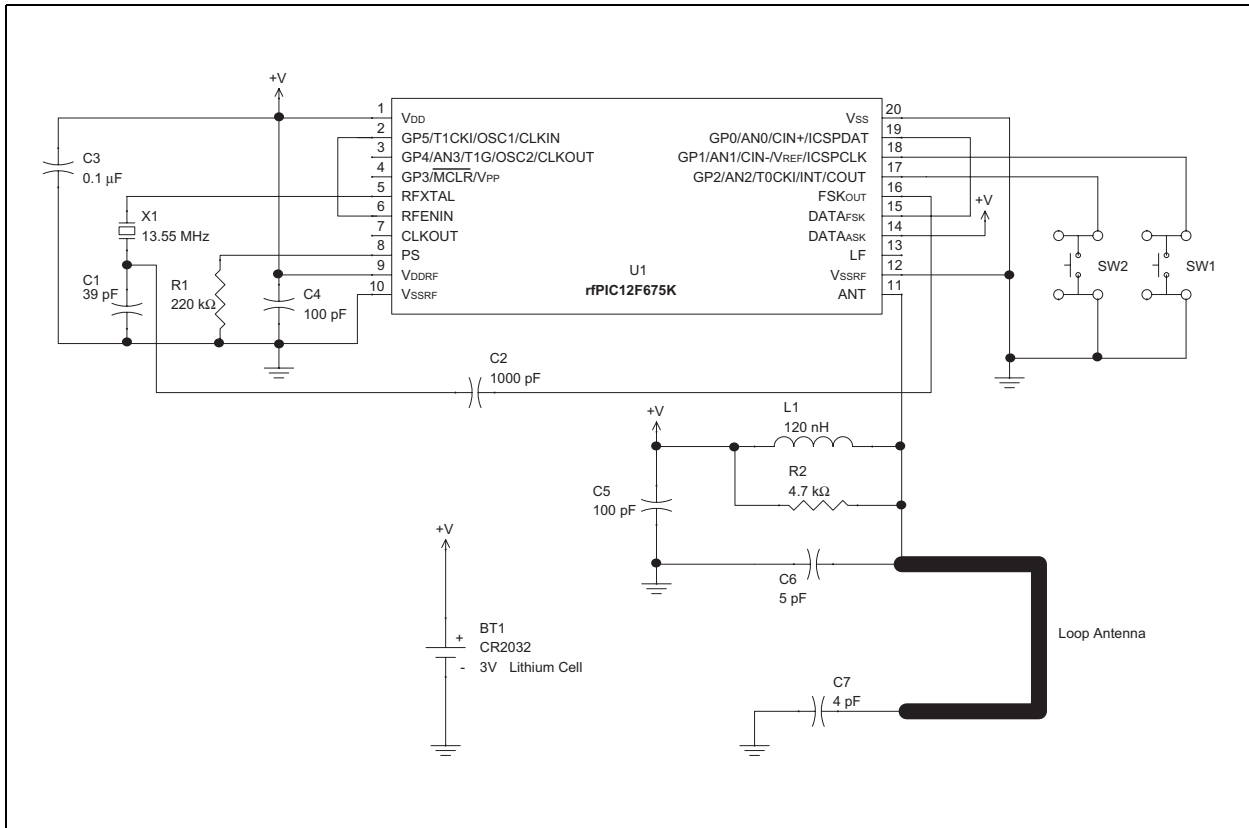 +V
1 VDD
2 GP5/T1CKI/OSC1/CLKIN
3 GP4/AN3/T1G/OSC2/CLKOUT
4 GP3/MCLR/VPP
5 RFXTAL
6 RFENIN
7 CLKOUT
8 PS
9 VDDRF
10 VSSRF
VSS 20
GP0/AN0/CIN+/ICSPDAT 19
GP1/AN1/CIN-/VREF/ICSPCLK 18
GP2/AN2/T0CKI/INT/COUT 17
FSKOUT 16
DATAFSK 15
DATAASK 14
LF 13
VSSRF 12
ANT 11
U1
rfPIC12F675K
C3
0.1 µF
X1
13.55 MHz
C1
39 pF
R1
220 kΩ
C4
100 pF
+V
SW2
SW1
C2
1000 pF
+V
L1
120 nH
R2
4.7 kΩ
C5
100 pF
C6
5 pF
+V
+
-
BT1
CR2032
3V Lithium Cell
Loop Antenna
C7
4 pF